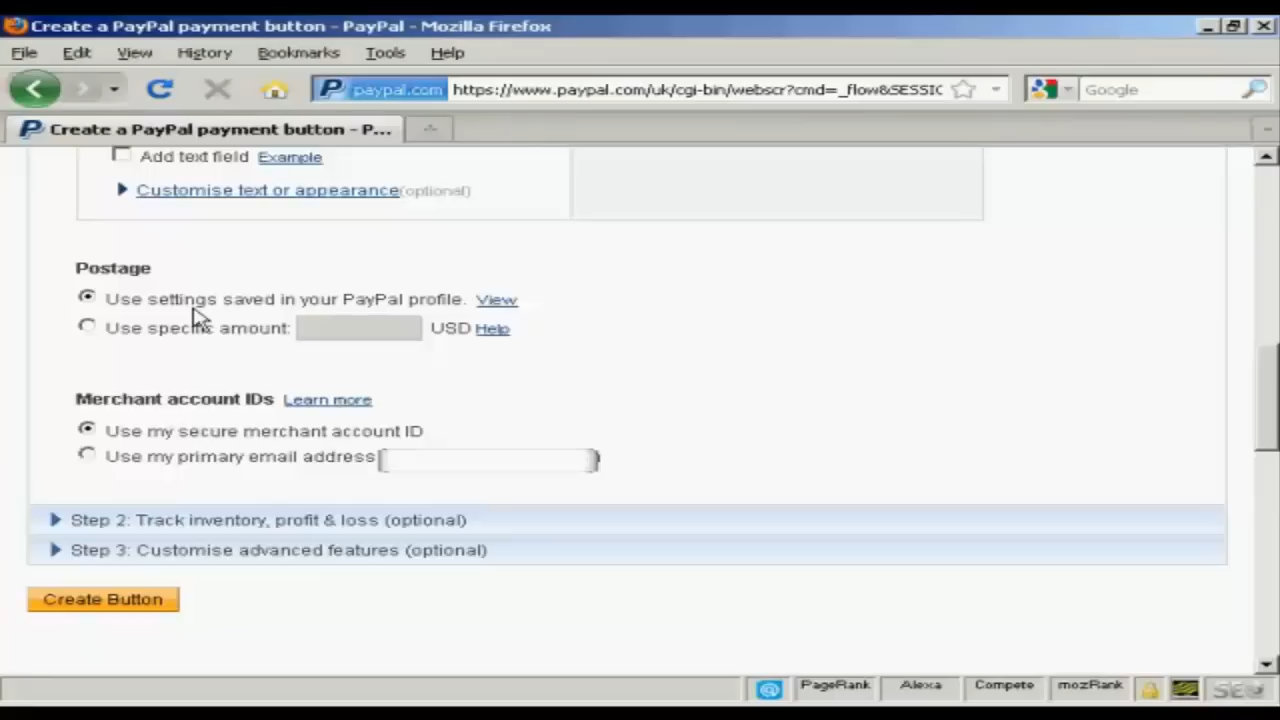 Create a PayPal payment button - PayPal - Mozilla Firefox
File Edit View History Bookmarks Tools Help
paypal.com https://www.paypal.com/uk/cgi-bin/webscr?cmd=_flow&SESSIC Google
Create a PayPal payment button - P...
Add text field Example
Customise text or appearance(optional)
Postage
Use settings saved in your PayPal profile. View
Use specific amount: USD Help
Merchant account IDs Learn more
Use my secure merchant account ID
Use my primary email address
Step 2: Track inventory, profit & loss (optional)
Step 3: Customise advanced features (optional)
Create Button
PageRank Alexa Compete mozRank SEO